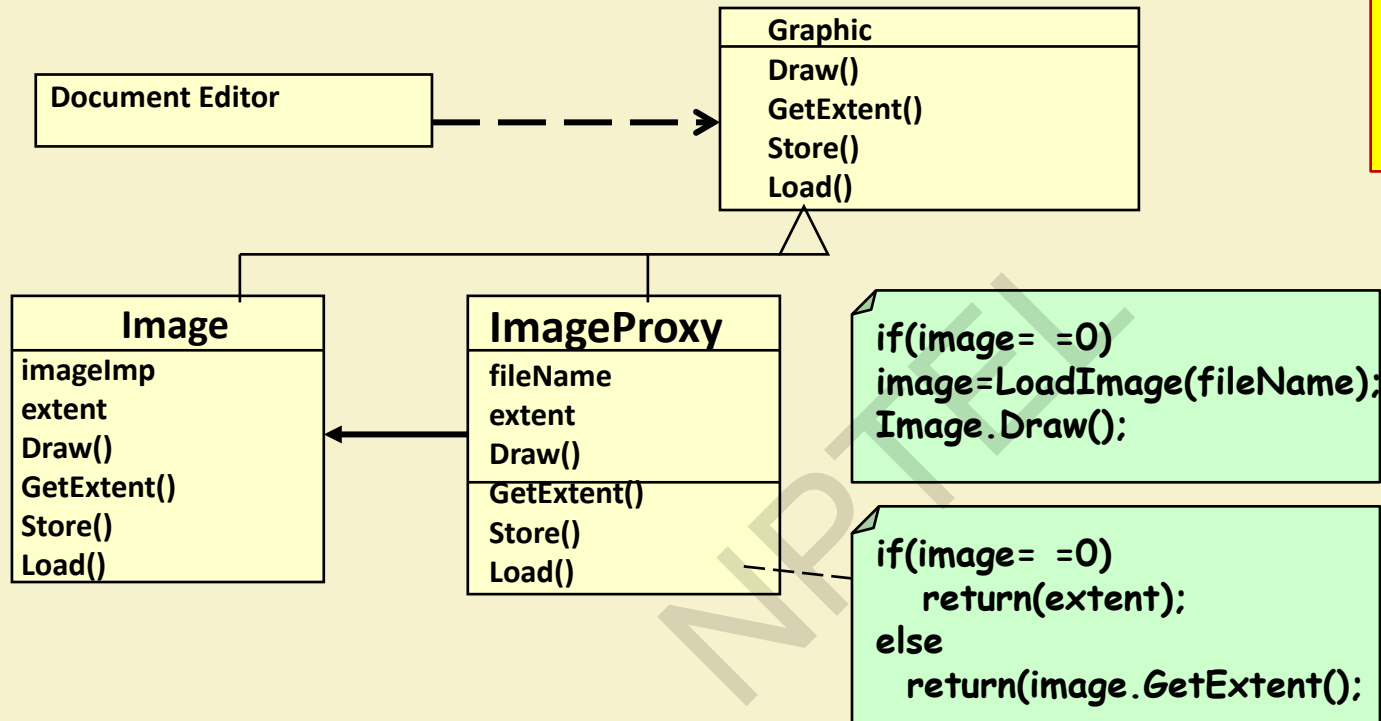 Graphic
Draw()
GetExtent()
Store()
Load()
Document Editor
Image
imageImp
extent
Draw()
GetExtent()
Store()
Load()
ImageProxy
fileName
extent
Draw()
GetExtent()
Store()
Load()
if(image= =0)
image=LoadImage(fileName);
Image.Draw();
if(image= =0)
return(extent);
else
return(image.GetExtent();
NPTEL